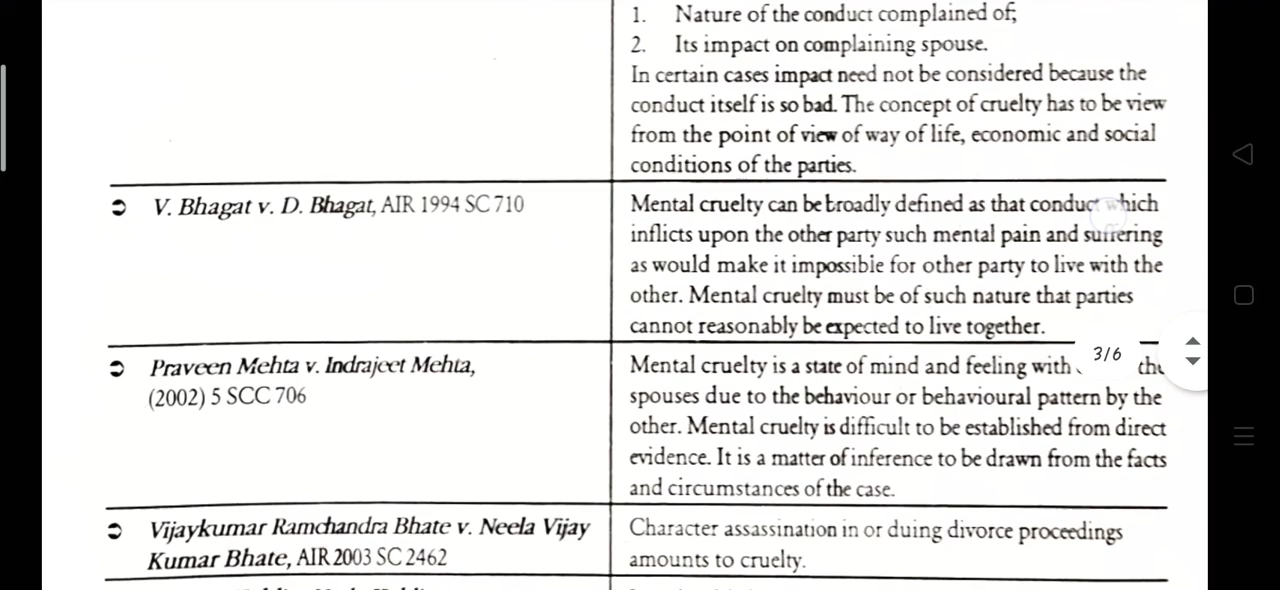 1. Nature of the conduct complained of;
2. Its impact on complaining spouse.
In certain cases impact need not be considered because the
conduct itself is so bad. The concept of cruelty has to be view
from the point of view of way of life, economic and social
conditions of the parties.
➲ V. Bhagat v. D. Bhagat, AIR 1994 SC 710
Mental cruelty can be broadly defined as that conduct which
inflicts upon the other party such mental pain and suffering
as would make it impossible for other party to live with the
other. Mental cruelty must be of such nature that parties
cannot reasonably be expected to live together.
➲ Praveen Mehta v. Indrajeet Mehta,
(2002) 5 SCC 706
Mental cruelty is a state of mind and feeling with the
spouses due to the behaviour or behavioural pattern by the
other. Mental cruelty is difficult to be established from direct
evidence. It is a matter of inference to be drawn from the facts
and circumstances of the case.
3/6
➲ Vijaykumar Ramchandra Bhate v. Neela Vijay
Kumar Bhate, AIR 2003 SC 2462
Character assassination in or duing divorce proceedings
amounts to cruelty.